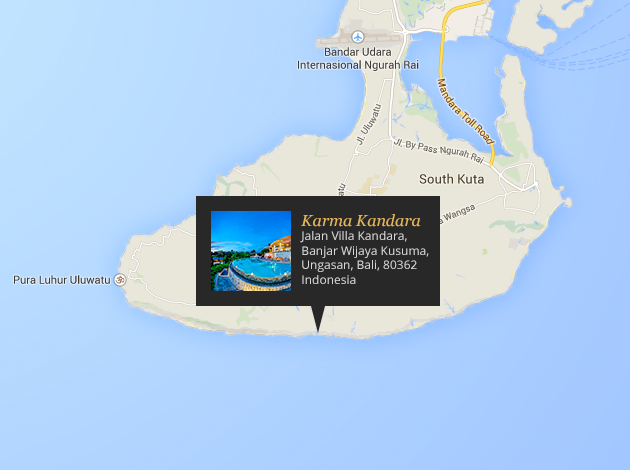 Bandar Udara
Internasional Ngurah Rai
Mandara Toll Road
Jl. Uluwatu
Jl. By Pass Ngurah Rai
South Kuta
Wangsa
Karma Kandara
Jalan Villa Kandara,
Banjar Wijaya Kusuma,
Ungasan, Bali, 80362
Indonesia
Pura Luhur Uluwatu